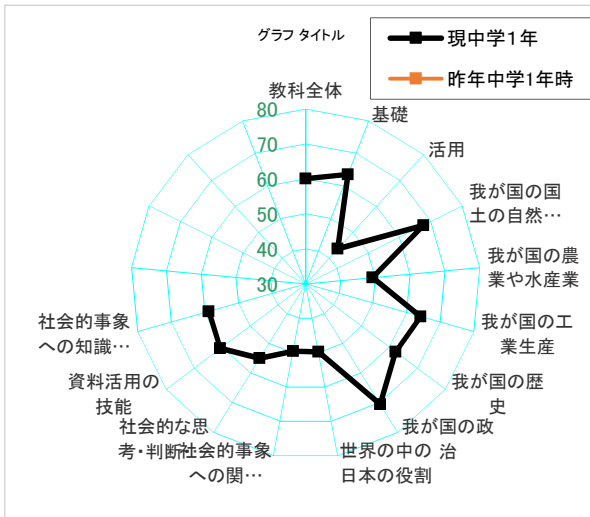 グラフ タイトル
現中学1年
昨年中学1年時
教科全体
基礎
活用
我が国の国
土の自然…
我が国の農
業や水産業
我が国の工
業生産
我が国の歴
史
我が国の政
治
世界の中の
日本の役割
社会的事象
への関…
社会的な思
考・判断
資料活用の
技能
社会的事象
への知識…
80
70
60
50
40
30